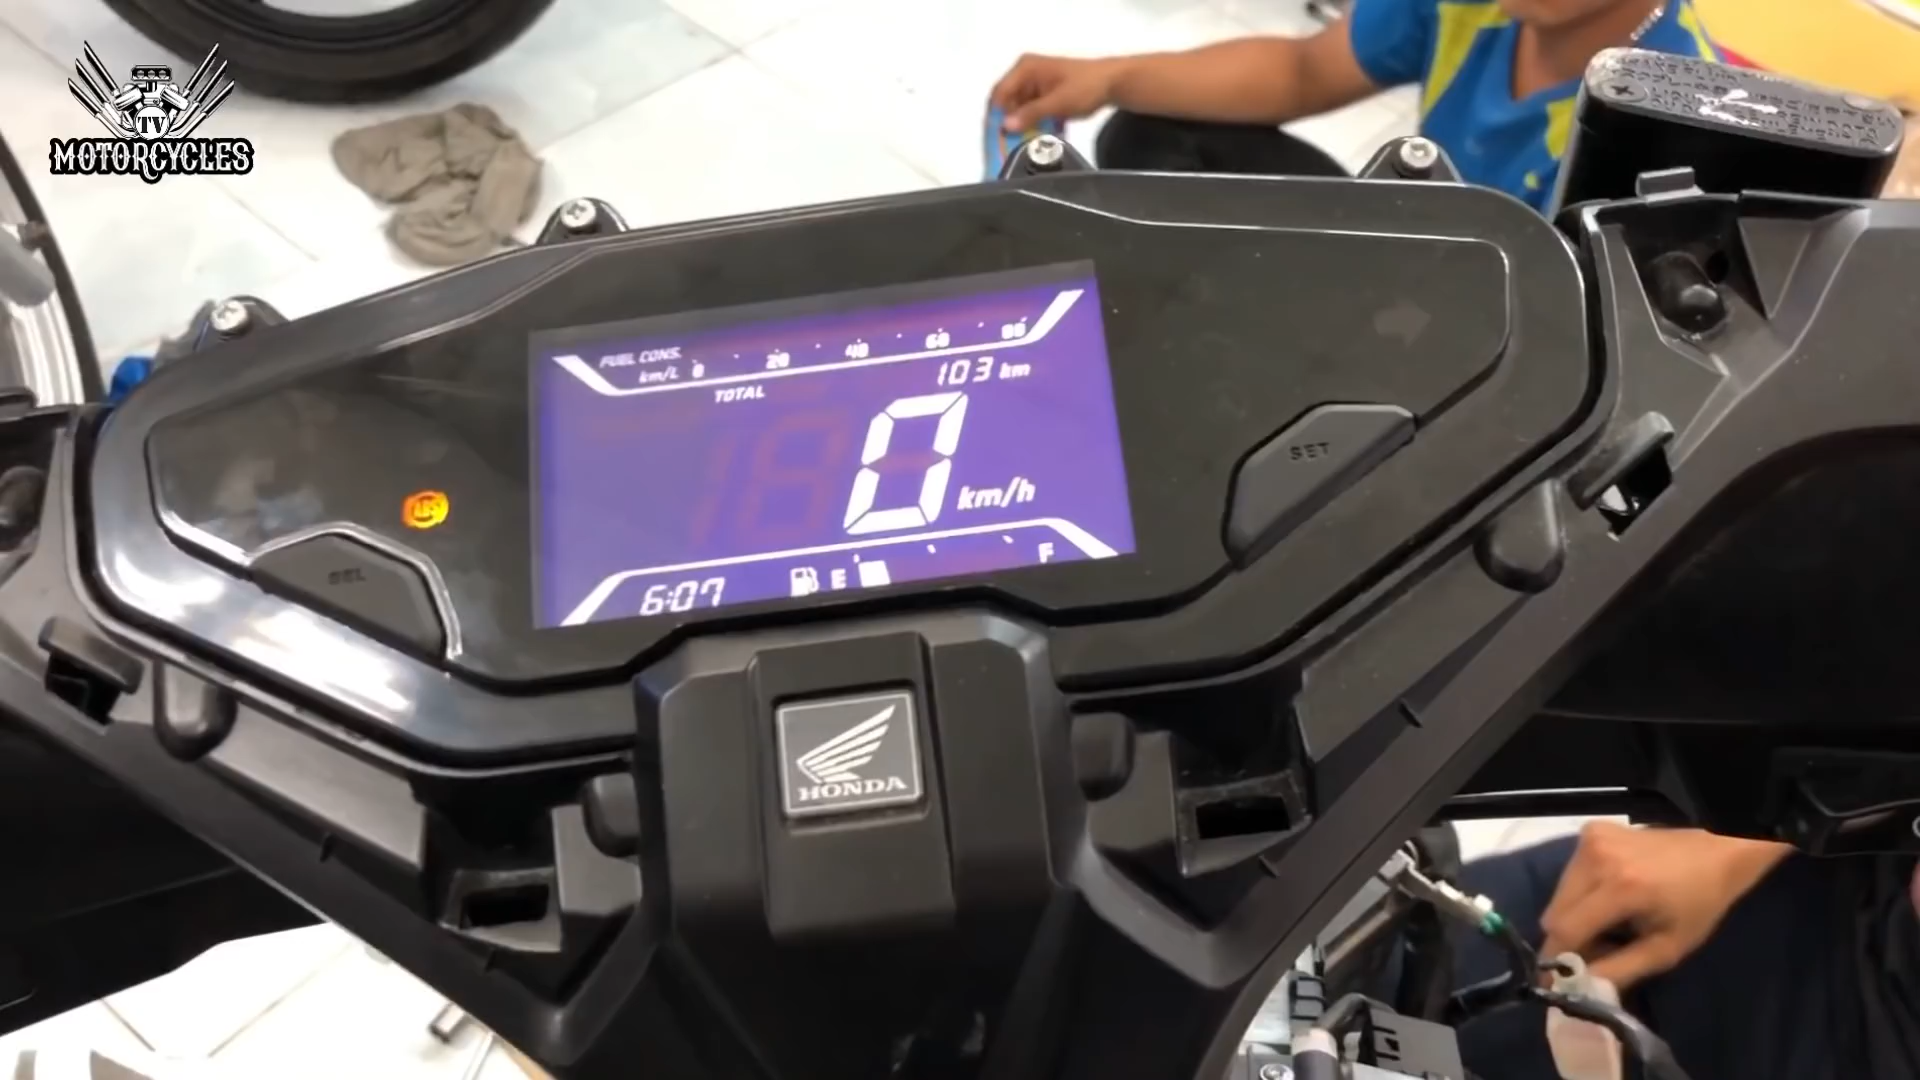 TV
MOTORCYCLES
FUEL CONS.
km/L 0 20 40 60 80
TOTAL 103 km
0 km/h
6:07 E F
ABS
SET
SEL
HONDA